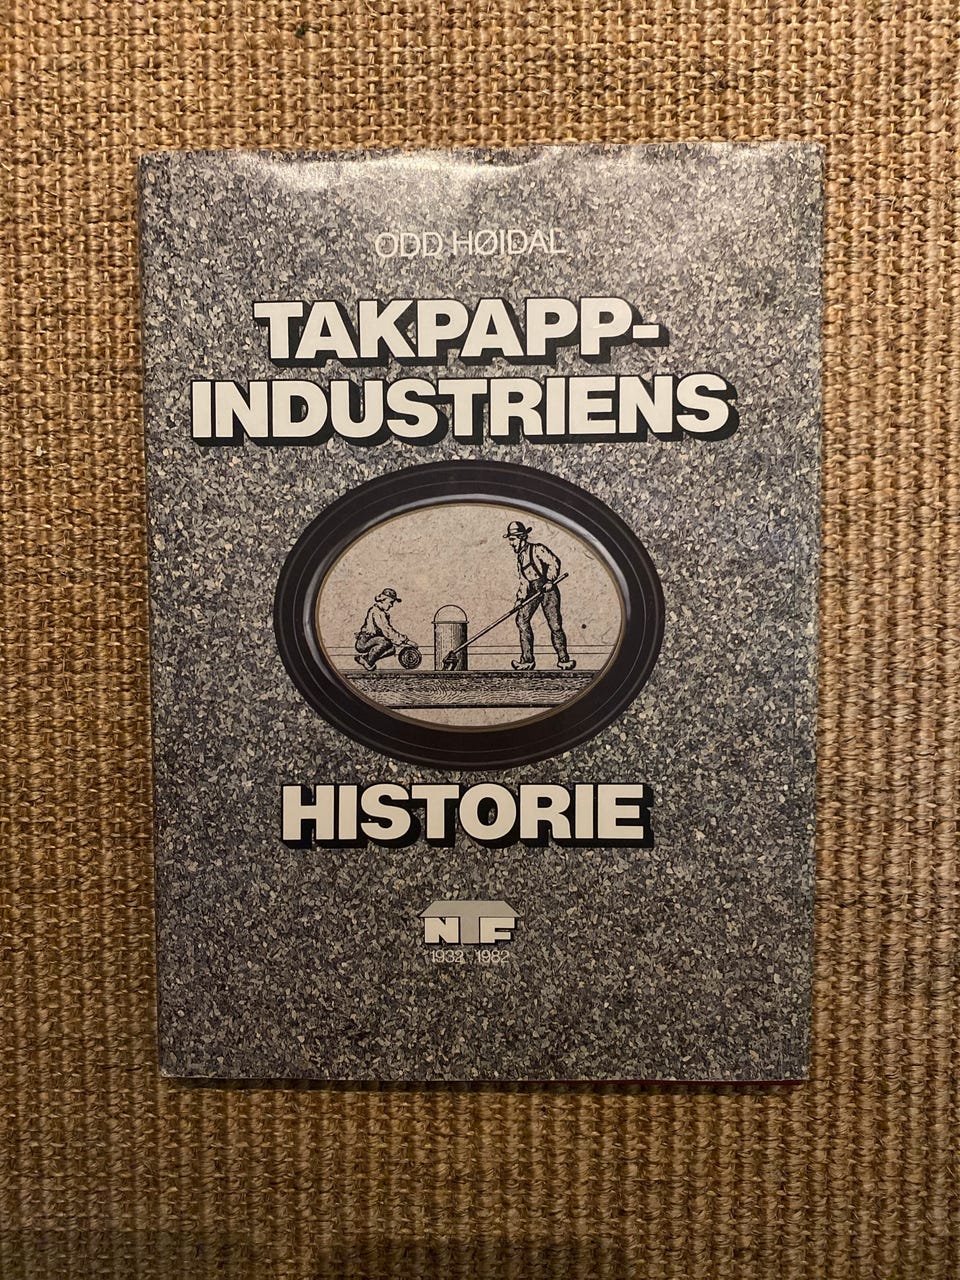 ODD HØIDAL
TAKPAPP-
INDUSTRIENS
HISTORIE
NTF
1932 1982